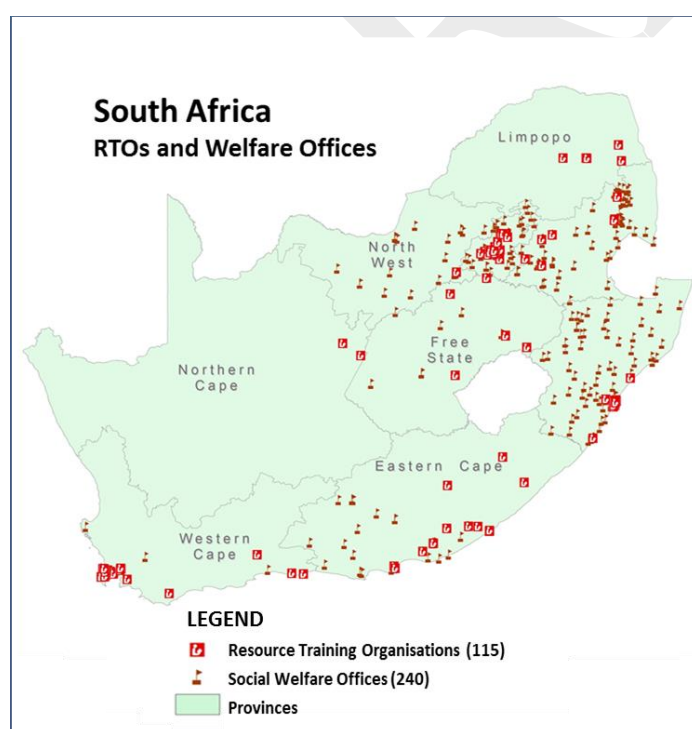 South Africa
RTOs and Welfare Offices
Limpopo
North
West
Free
State
Northern
Cape
Eastern Cape
Western
Cape
LEGEND
Resource Training Organisations (115)
Social Welfare Offices (240)
Provinces